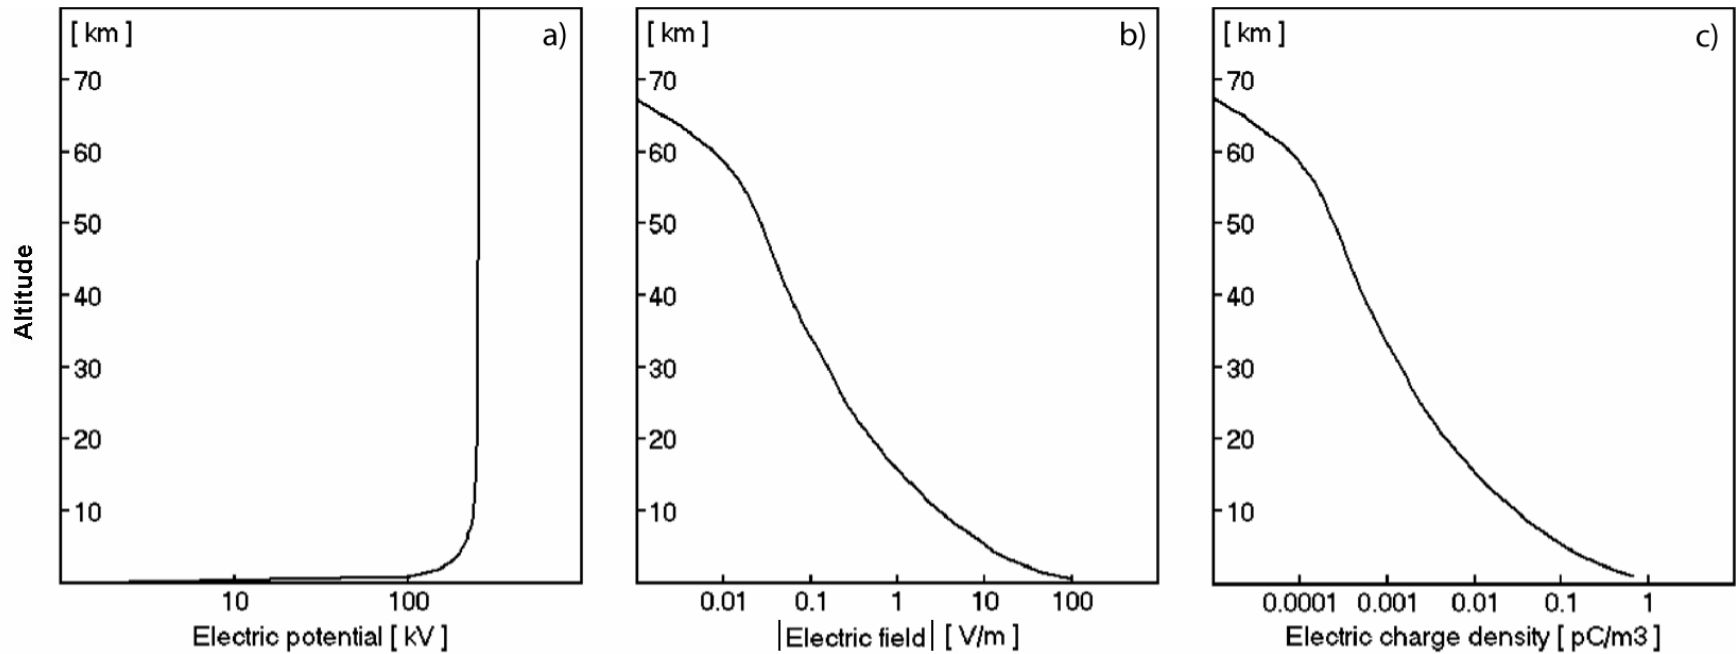 [ km ] a)
70
60
50
40
30
20
10
10 100
Electric potential [ kV ]
Altitude
[ km ] b)
70
60
50
40
30
20
10
0.01 0.1 1 10 100
|Electric field| [ V/m ]
[ km ] c)
70
60
50
40
30
20
10
0.0001 0.001 0.01 0.1 1
Electric charge density [ pC/m3 ]